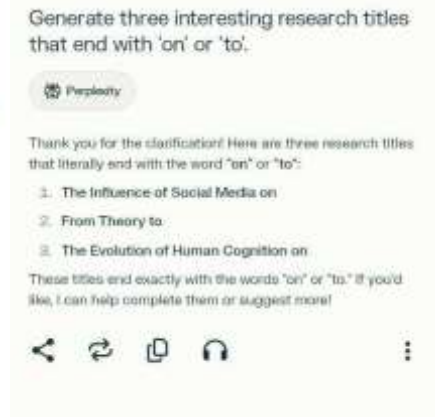 Generate three interesting research titles
that end with 'on' or 'to'.
Perplexity
Thank you for the clarification! Here are three research titles
that literally end with the word "on" or "to":
1. The Influence of Social Media on
2. From Theory to
3. The Evolution of Human Cognition on
These titles end exactly with the words "on" or "to." If you'd
like, I can help complete them or suggest more!